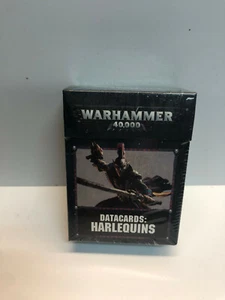 WARHAMMER
40,000
DATACARDS:
HARLEQUINS